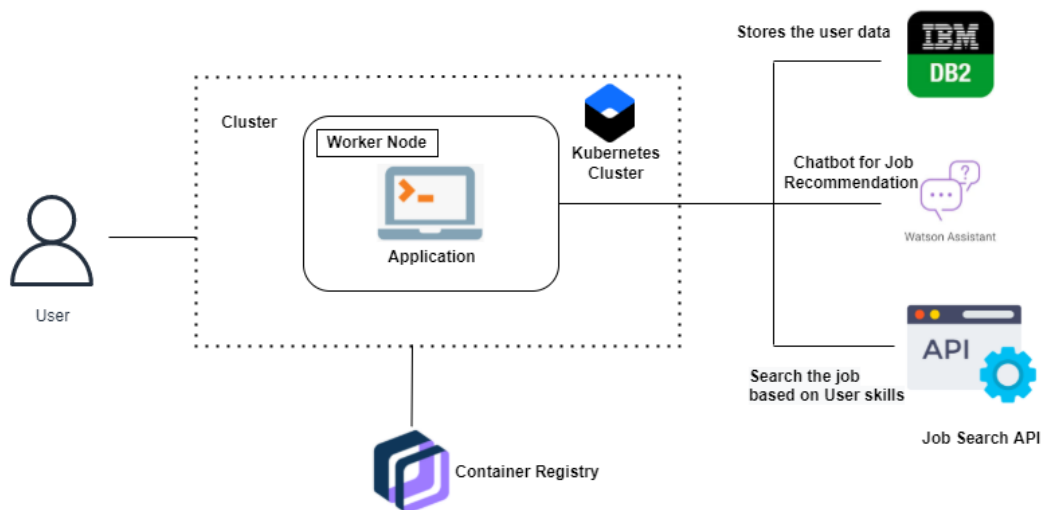 Stores the user data
IBM
DB2
Cluster
Worker Node
Kubernetes
Cluster
Chatbot for Job
Recommendation
Watson Assistant
Application
User
API
Search the job
based on User skills
Job Search API
Container Registry